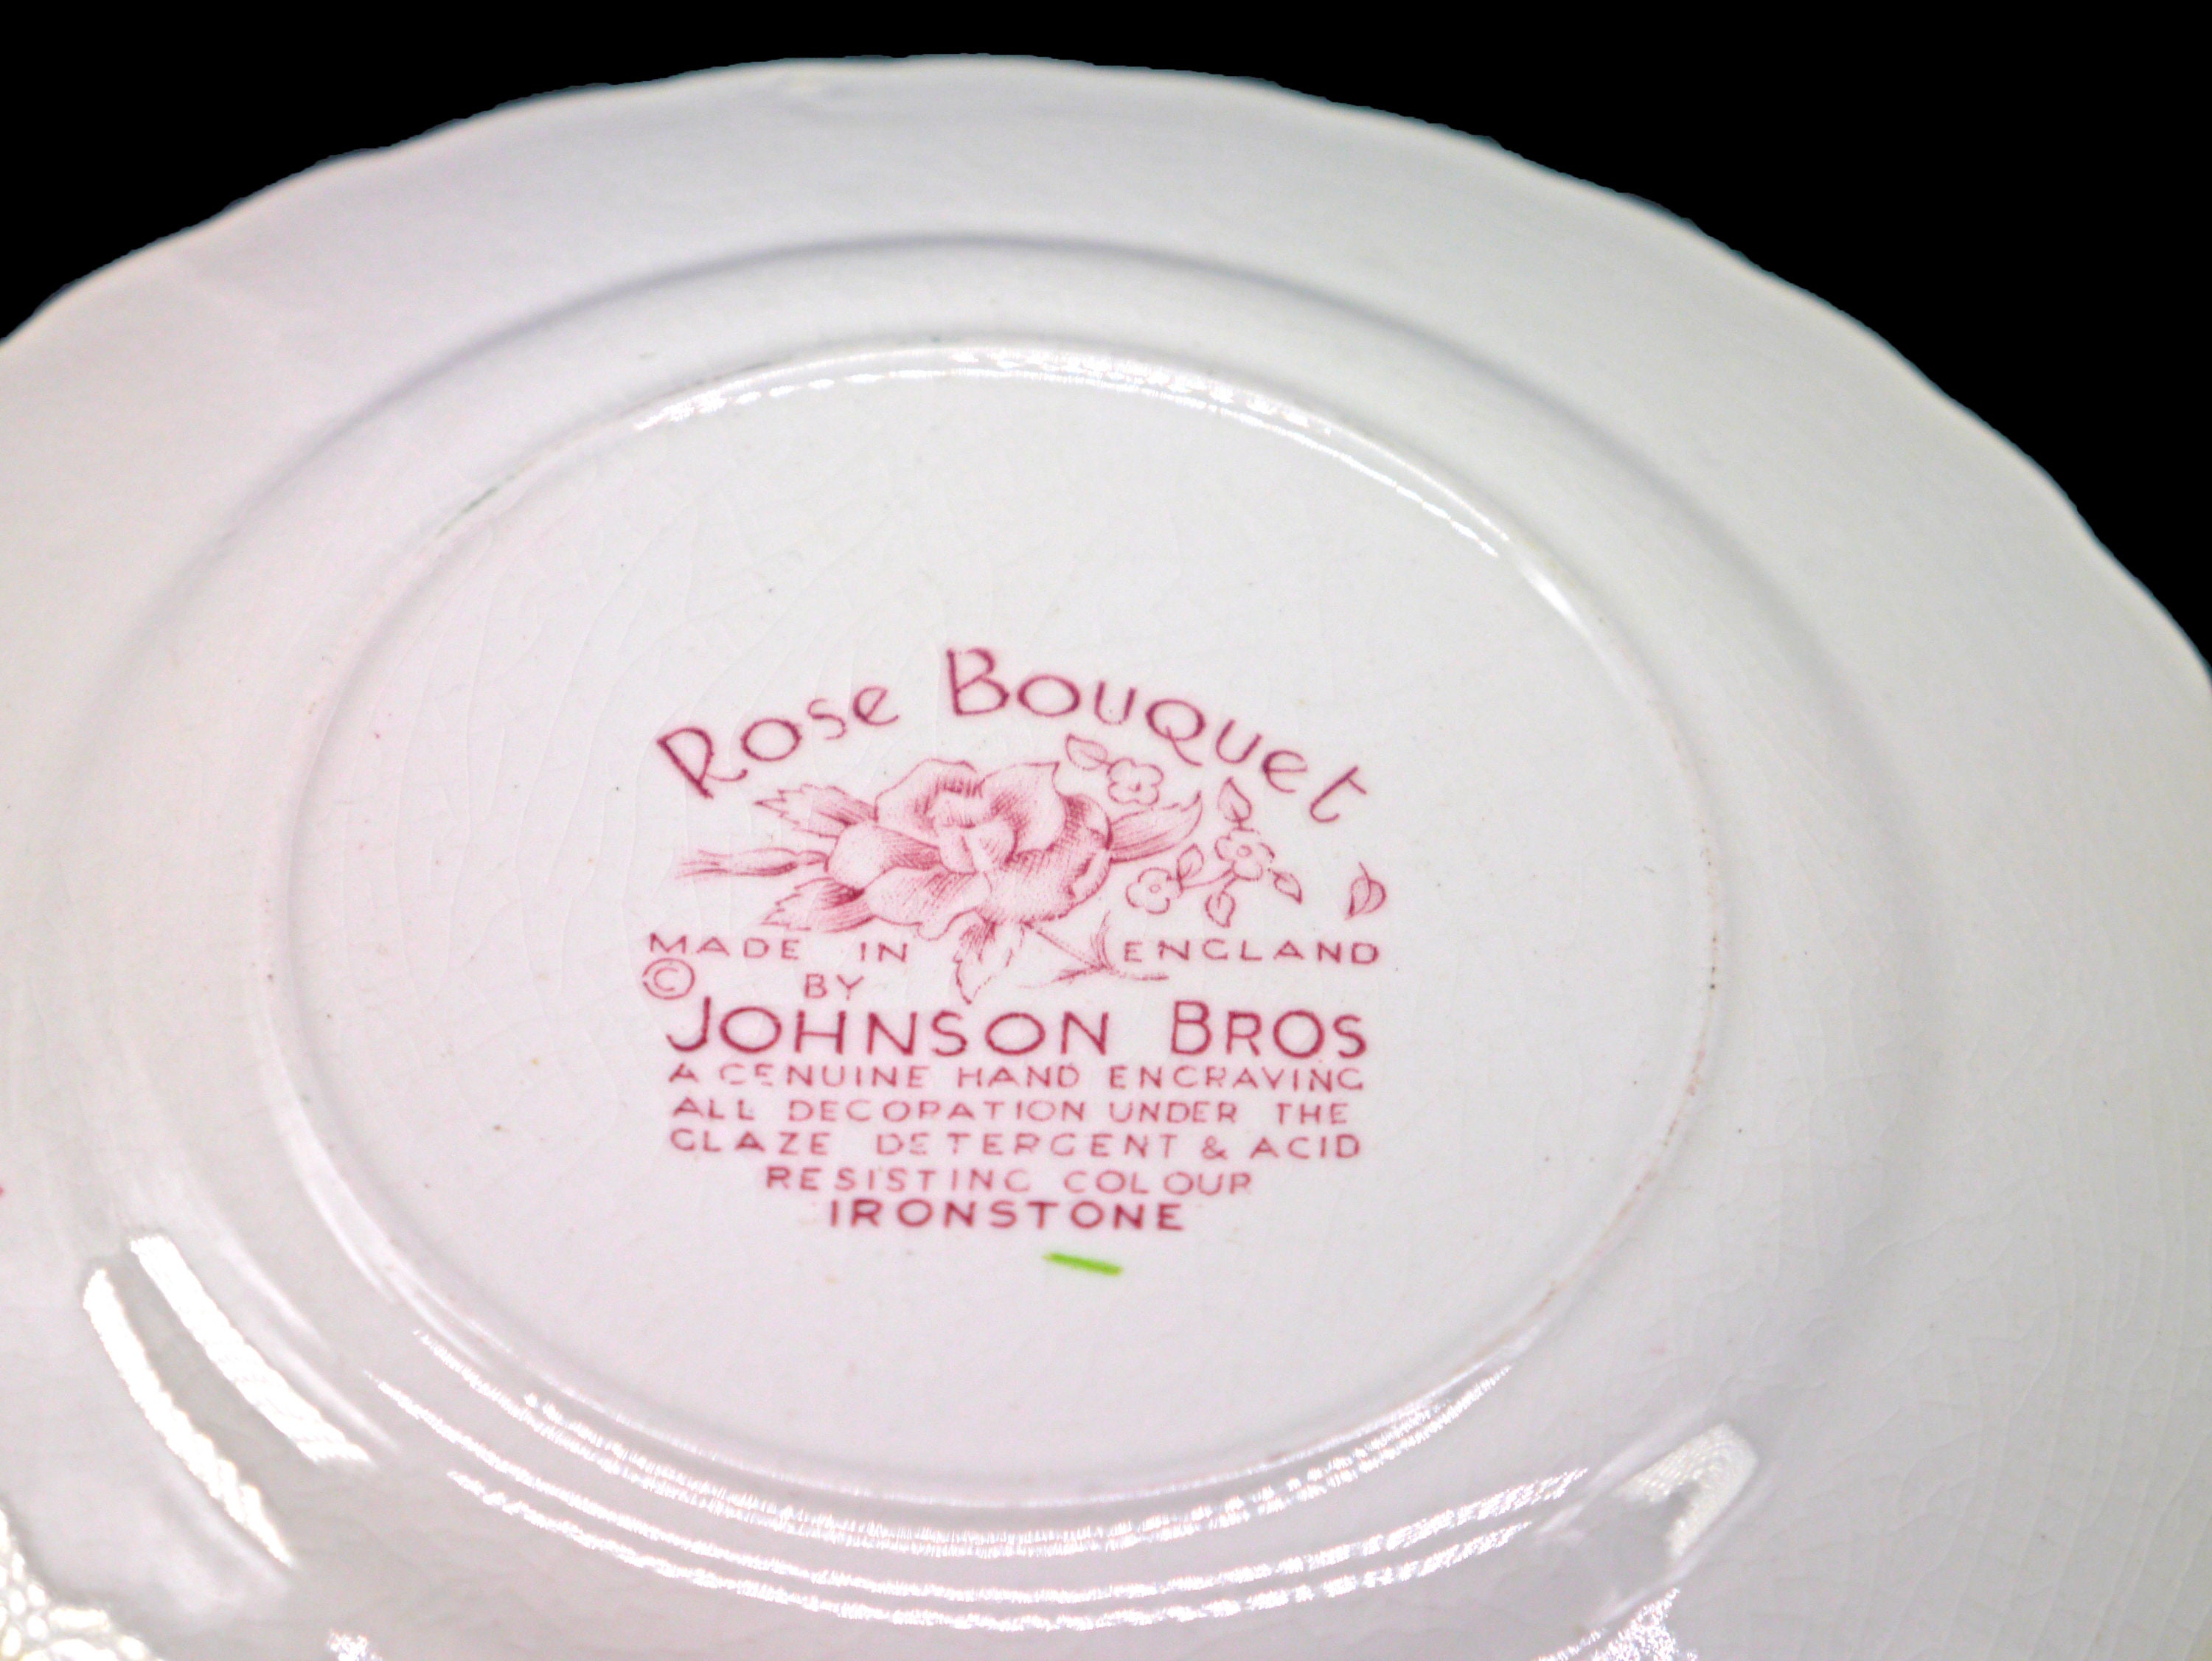 Rose Bouquet
MADE IN ENGLAND
© BY
JOHNSON BROS
A GENUINE HAND ENGRAVING
ALL DECORATION UNDER THE
GLAZE DETERGENT & ACID
RESISTING COLOUR
IRONSTONE